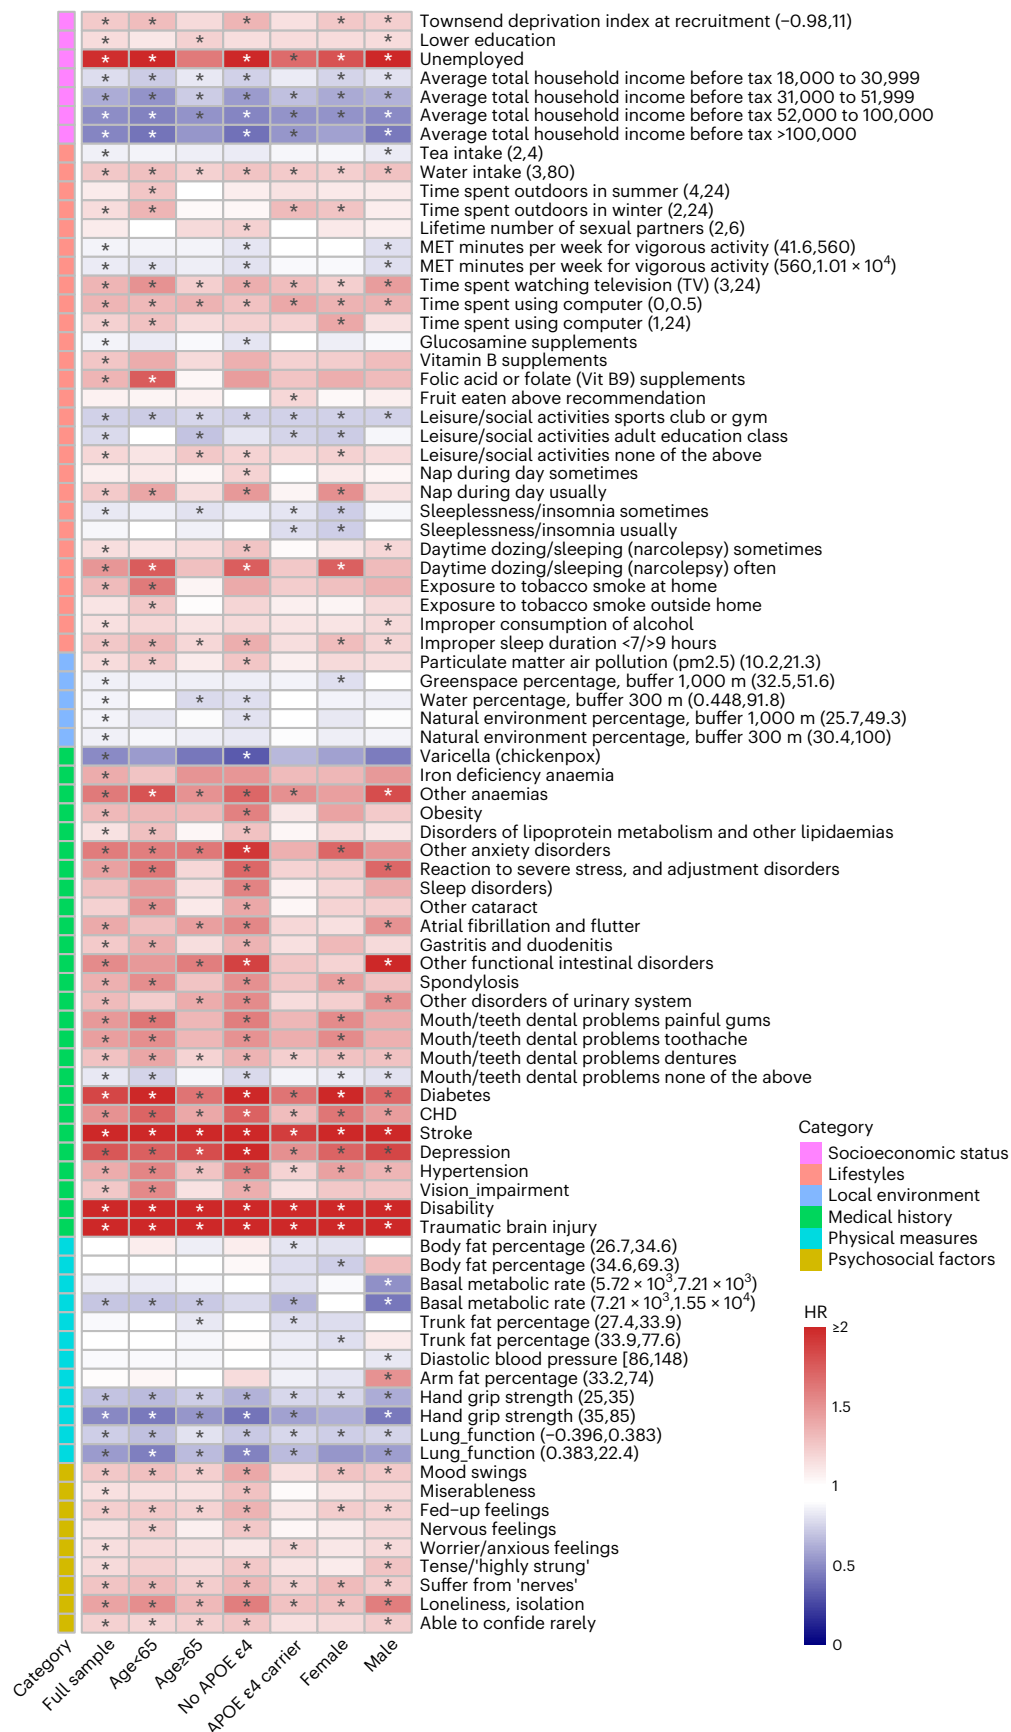 Townsend deprivation index at recruitment (−0.98,11)
Lower education
Unemployed
Average total household income before tax 18,000 to 30,999
Average total household income before tax 31,000 to 51,999
Average total household income before tax 52,000 to 100,000
Average total household income before tax >100,000
Tea intake (2,4)
Water intake (3,80)
Time spent outdoors in summer (4,24)
Time spent outdoors in winter (2,24)
Lifetime number of sexual partners (2,6)
MET minutes per week for vigorous activity (41.6,560)
MET minutes per week for vigorous activity (560,1.01 × 10⁴)
Time spent watching television (TV) (3,24)
Time spent using computer (0,0.5)
Time spent using computer (1,24)
Glucosamine supplements
Vitamin B supplements
Folic acid or folate (Vit B9) supplements
Fruit eaten above recommendation
Leisure/social activities sports club or gym
Leisure/social activities adult education class
Leisure/social activities none of the above
Nap during day sometimes
Nap during day usually
Sleeplessness/insomnia sometimes
Sleeplessness/insomnia usually
Daytime dozing/sleeping (narcolepsy) sometimes
Daytime dozing/sleeping (narcolepsy) often
Exposure to tobacco smoke at home
Exposure to tobacco smoke outside home
Improper consumption of alcohol
Improper sleep duration <7/>9 hours
Particulate matter air pollution (pm2.5) (10.2,21.3)
Greenspace percentage, buffer 1,000 m (32.5,51.6)
Water percentage, buffer 300 m (0.448,91.8)
Natural environment percentage, buffer 1,000 m (25.7,49.3)
Natural environment percentage, buffer 300 m (30.4,100)
Varicella (chickenpox)
Iron deficiency anaemia
Other anaemias
Obesity
Disorders of lipoprotein metabolism and other lipidaemias
Other anxiety disorders
Reaction to severe stress, and adjustment disorders
Sleep disorders)
Other cataract
Atrial fibrillation and flutter
Gastritis and duodenitis
Other functional intestinal disorders
Spondylosis
Other disorders of urinary system
Mouth/teeth dental problems painful gums
Mouth/teeth dental problems toothache
Mouth/teeth dental problems dentures
Mouth/teeth dental problems none of the above
Diabetes
CHD
Stroke
Depression
Hypertension
Vision_impairment
Disability
Traumatic brain injury
Body fat percentage (26.7,34.6)
Body fat percentage (34.6,69.3)
Basal metabolic rate (5.72 × 10³,7.21 × 10³)
Basal metabolic rate (7.21 × 10³,1.55 × 10⁴)
Trunk fat percentage (27.4,33.9)
Trunk fat percentage (33.9,77.6)
Diastolic blood pressure [86,148)
Arm fat percentage (33.2,74)
Hand grip strength (25,35)
Hand grip strength (35,85)
Lung_function (−0.396,0.383)
Lung_function (0.383,22.4)
Mood swings
Miserableness
Fed−up feelings
Nervous feelings
Worrier/anxious feelings
Tense/'highly strung'
Suffer from 'nerves'
Loneliness, isolation
Able to confide rarely
Category
Full sample
Age<65
Age≥65
No APOE ε4
APOE ε4 carrier
Female
Male
Category
Socioeconomic status
Lifestyles
Local environment
Medical history
Physical measures
Psychosocial factors
HR
≥2
1.5
1
0.5
0